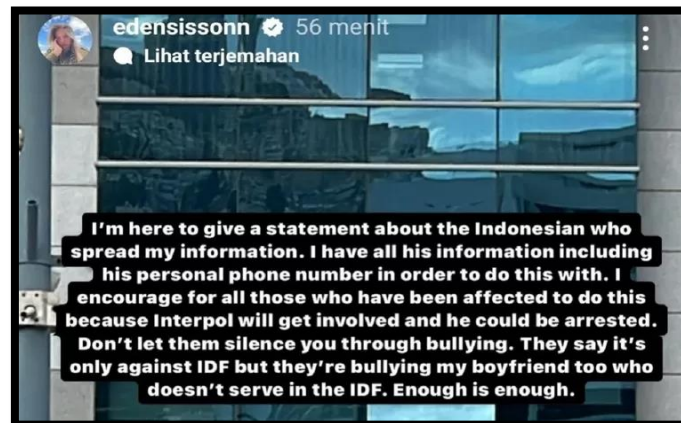 edensissonn 56 menit
Lihat terjemahan
I'm here to give a statement about the Indonesian who
spread my information. I have all his information including
his personal phone number in order to do this with. I
encourage for all those who have been affected to do this
because Interpol will get involved and he could be arrested.
Don't let them silence you through bullying. They say it's
only against IDF but they're bullying my boyfriend too who
doesn't serve in the IDF. Enough is enough.